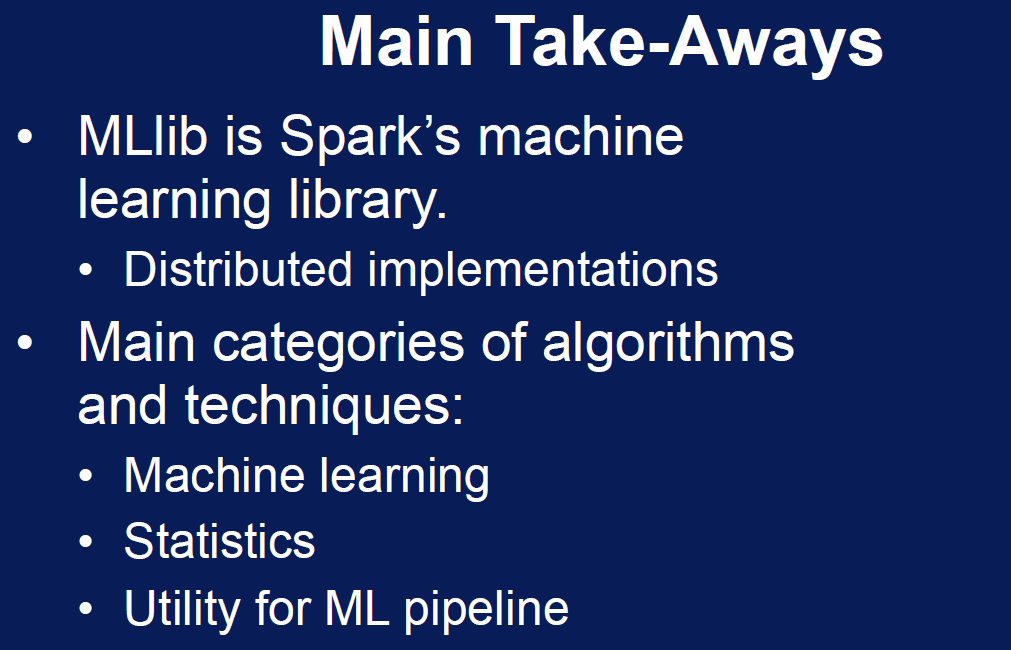 Main Take-Aways
• MLlib is Spark’s machine
learning library.
• Distributed implementations
• Main categories of algorithms
and techniques:
• Machine learning
• Statistics
• Utility for ML pipeline